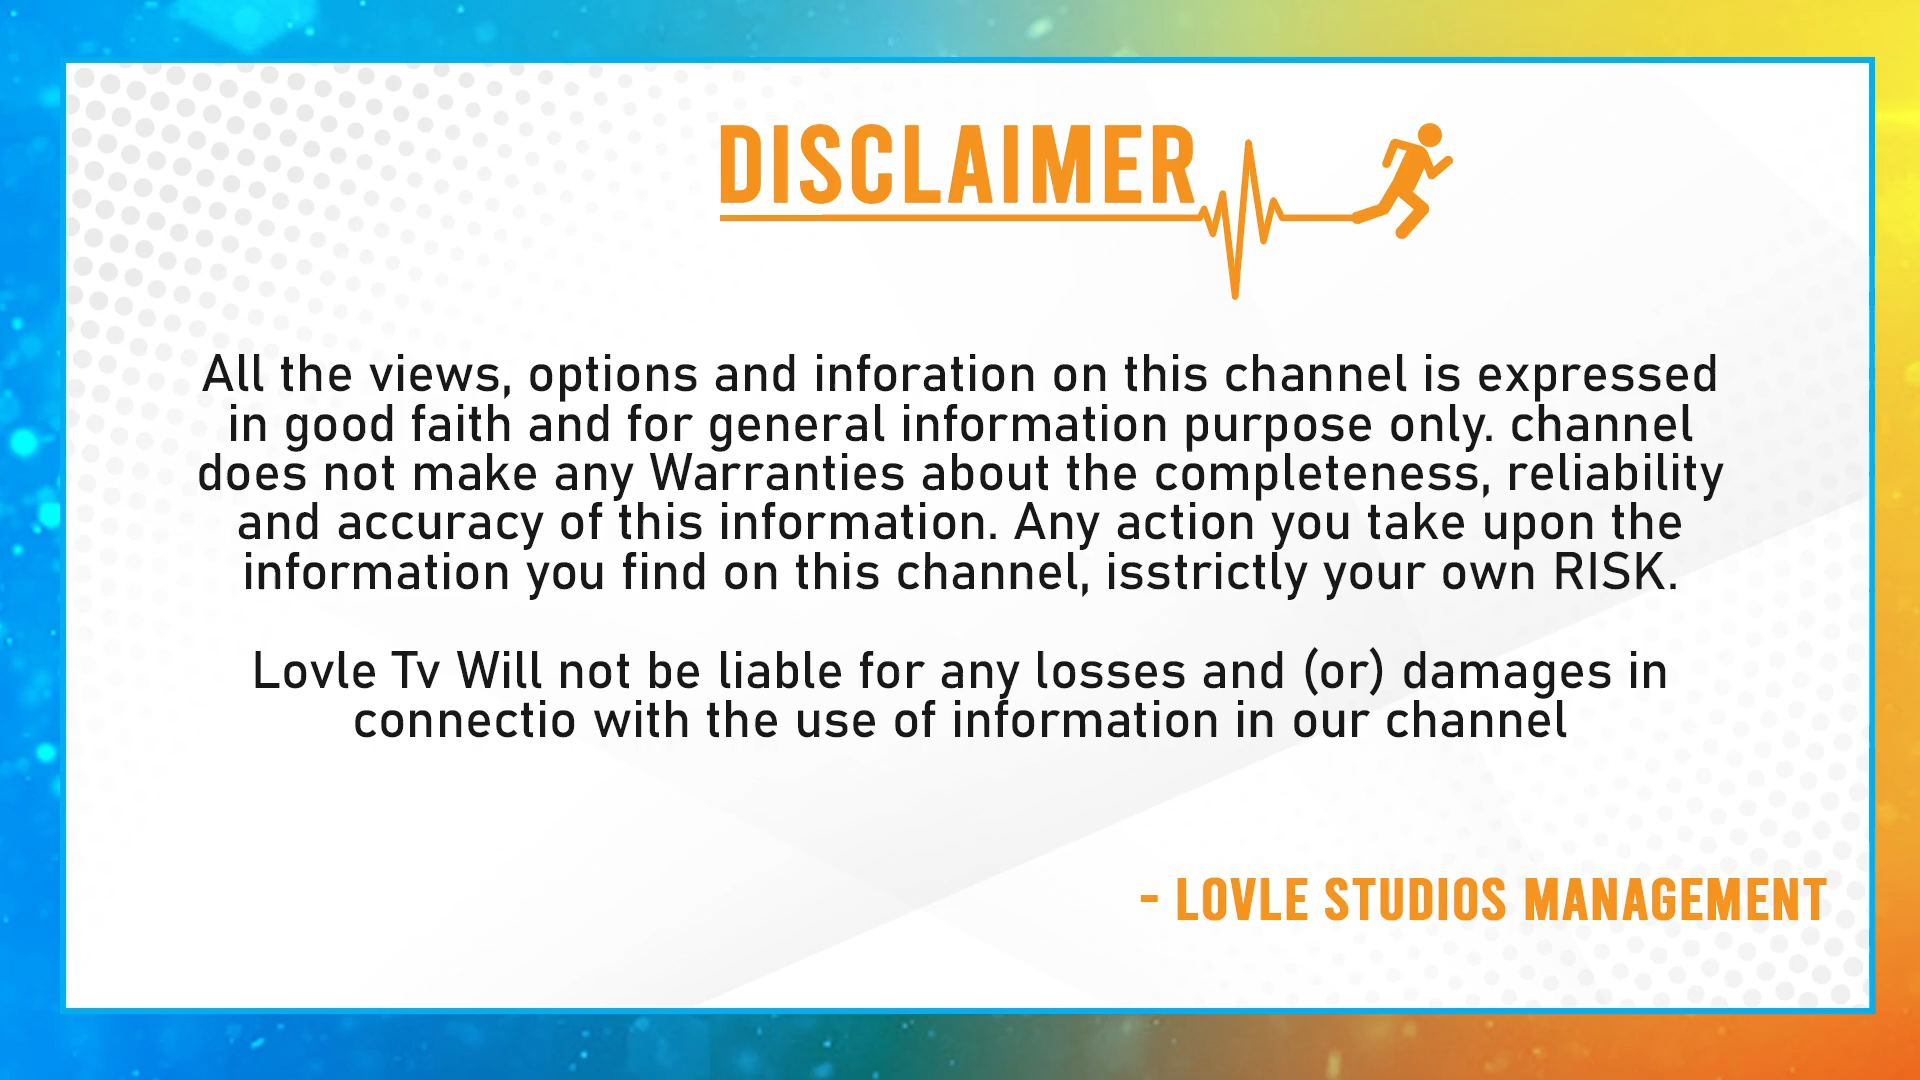 DISCLAIMER
All the views, options and inforation on this channel is expressed
in good faith and for general information purpose only. channel
does not make any Warranties about the completeness, reliability
and accuracy of this information. Any action you take upon the
information you find on this channel, isstrictly your own RISK.
Lovle Tv Will not be liable for any losses and (or) damages in
connectio with the use of information in our channel
- LOVLE STUDIOS MANAGEMENT